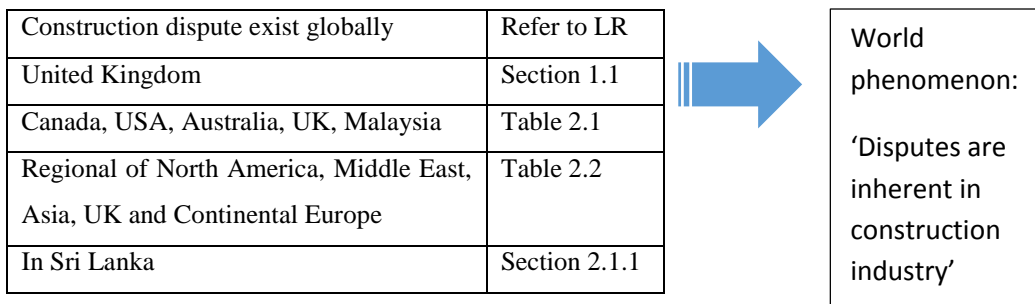 Construction dispute exist globally Refer to LR
United Kingdom Section 1.1
Canada, USA, Australia, UK, Malaysia Table 2.1
Regional of North America, Middle East, Table 2.2
Asia, UK and Continental Europe
In Sri Lanka Section 2.1.1
World
phenomenon:
‘Disputes are
inherent in
construction
industry’